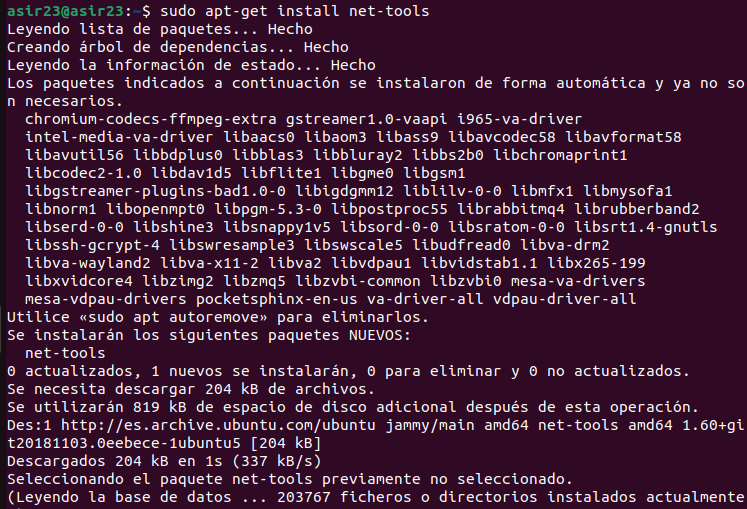 asir23@asir23:~$ sudo apt-get install net-tools
Leyendo lista de paquetes... Hecho
Creando árbol de dependencias... Hecho
Leyendo la información de estado... Hecho
Los paquetes indicados a continuación se instalaron de forma automática y ya no so
n necesarios.
  chromium-codecs-ffmpeg-extra gstreamer1.0-vaapi i965-va-driver
  intel-media-va-driver libaacs0 libaom3 libass9 libavcodec58 libavformat58
  libavutil56 libbdplus0 libblas3 libbluray2 libbs2b0 libchromaprint1
  libcodec2-1.0 libdav1d5 libflite1 libgme0 libgsm1
  libgstreamer-plugins-bad1.0-0 libigdgmm12 liblilv-0-0 libmfx1 libmysofa1
  libnorm1 libopenmpt0 libpgm-5.3-0 libpostproc55 librabbitmq4 librubberband2
  libserd-0-0 libshine3 libsnappy1v5 libsord-0-0 libsratom-0-0 libsrt1.4-gnutls
  libssh-gcrypt-4 libswresample3 libswscale5 libudfread0 libva-drm2
  libva-wayland2 libva-x11-2 libva2 libvdpau1 libvidstab1.1 libx265-199
  libxvidcore4 libzimg2 libzmq5 libzvbi-common libzvbi0 mesa-va-drivers
  mesa-vdpau-drivers pocketsphinx-en-us va-driver-all vdpau-driver-all
Utilice «sudo apt autoremove» para eliminarlos.
Se instalarán los siguientes paquetes NUEVOS:
  net-tools
0 actualizados, 1 nuevos se instalarán, 0 para eliminar y 0 no actualizados.
Se necesita descargar 204 kB de archivos.
Se utilizarán 819 kB de espacio de disco adicional después de esta operación.
Des:1 http://es.archive.ubuntu.com/ubuntu jammy/main amd64 net-tools amd64 1.60+gi
t20181103.0eebece-1ubuntu5 [204 kB]
Descargados 204 kB en 1s (337 kB/s)
Seleccionando el paquete net-tools previamente no seleccionado.
(Leyendo la base de datos ... 203767 ficheros o directorios instalados actualmente